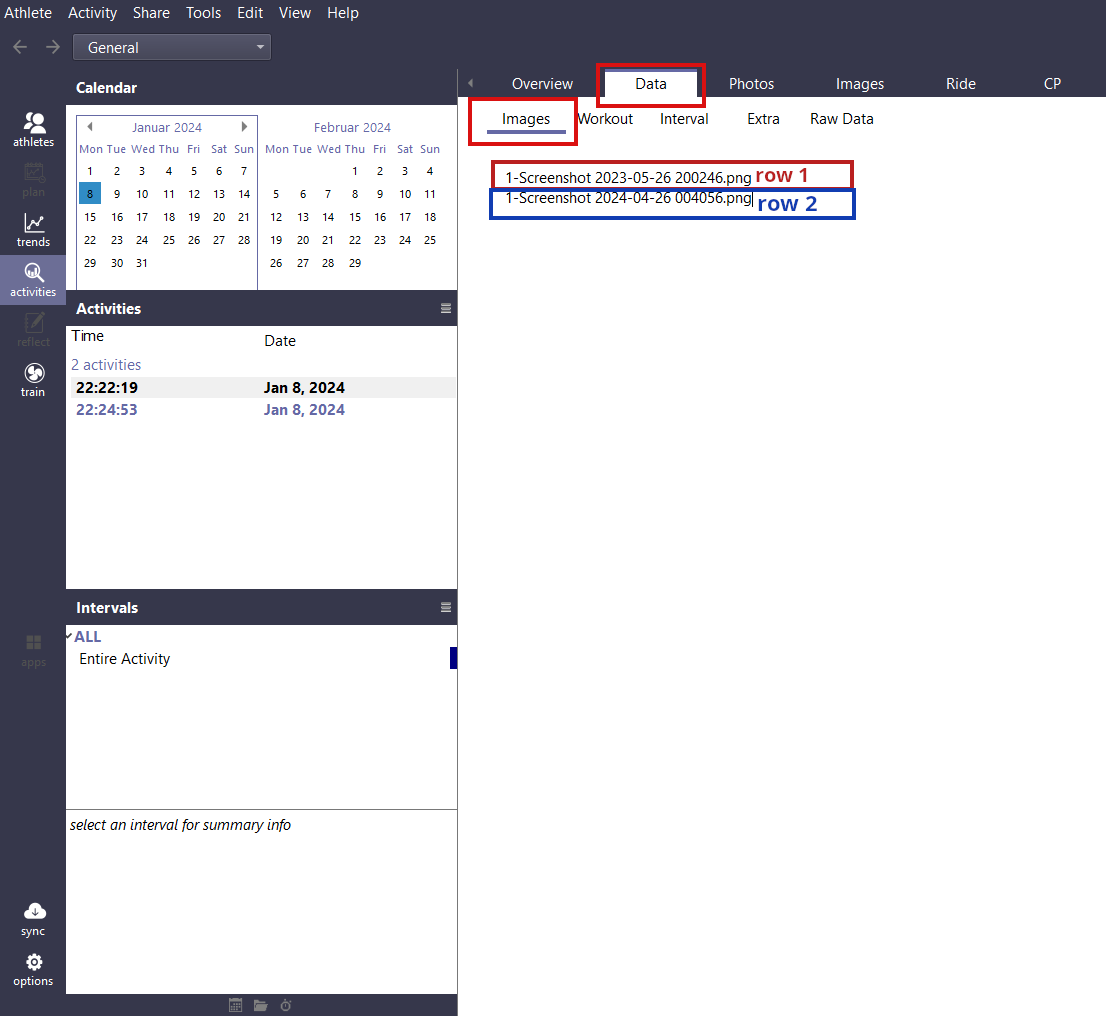 Athlete Activity Share Tools Edit View Help
General
athletes
plan
trends
activities
reflect
train
apps
sync
options
Calendar
Januar 2024
Mon Tue Wed Thu Fri Sat Sun
1 2 3 4 5 6 7
8 9 10 11 12 13 14
15 16 17 18 19 20 21
22 23 24 25 26 27 28
29 30 31
Februar 2024
Mon Tue Wed Thu Fri Sat Sun
1 2 3 4
5 6 7 8 9 10 11
12 13 14 15 16 17 18
19 20 21 22 23 24 25
26 27 28 29
Activities
Time Date
2 activities
22:22:19 Jan 8, 2024
22:24:53 Jan 8, 2024
Intervals
ALL
Entire Activity
select an interval for summary info
Overview Data Photos Images Ride CP
Images Workout Interval Extra Raw Data
1-Screenshot 2023-05-26 200246.png row 1
1-Screenshot 2024-04-26 004056.png row 2